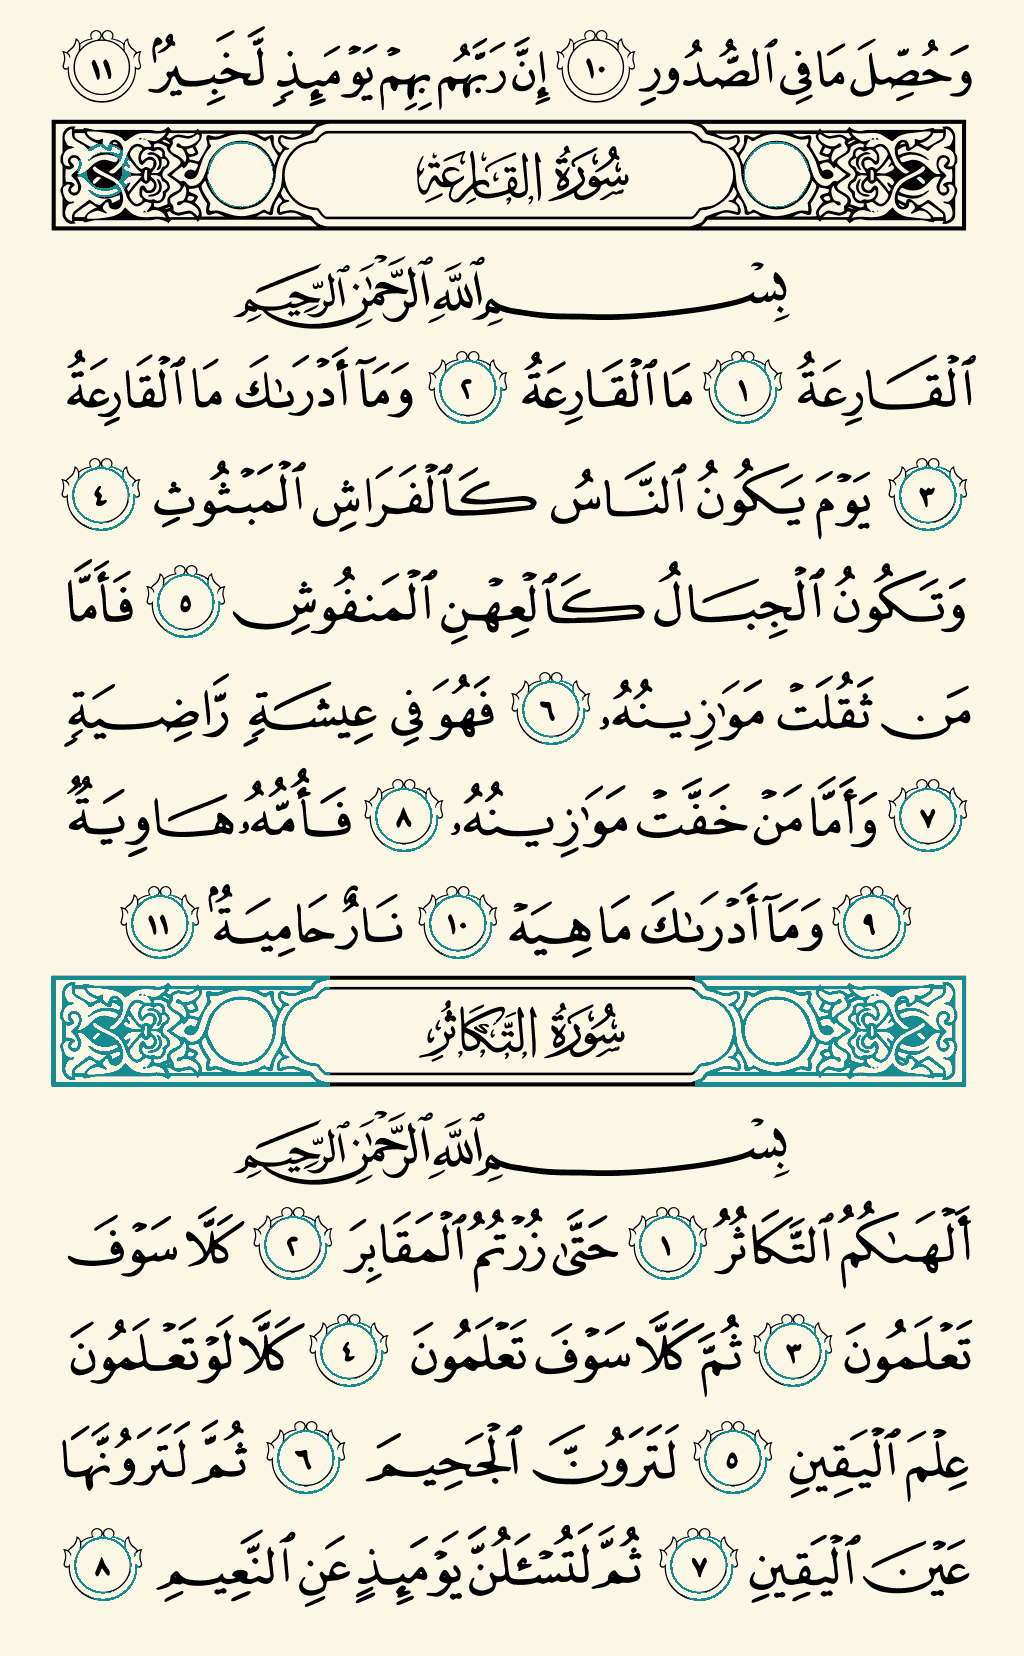 وَحُصِّلَ مَا فِى ٱلصُّدُورِ ١٠ إِنَّ رَبَّهُم بِهِمْ يَوْمَئِذٍۢ لَّخَبِيرٌۢ ١١
سُورَةُ القَارِعَةِ
بِسْمِ ٱللَّهِ ٱلرَّحْمَٰنِ ٱلرَّحِيمِ
ٱلْقَارِعَةُ ١ مَا ٱلْقَارِعَةُ ٢ وَمَآ أَدْرَىٰكَ مَا ٱلْقَارِعَةُ
٣ يَوْمَ يَكُونُ ٱلنَّاسُ كَٱلْفَرَاشِ ٱلْمَبْثُوثِ ٤
وَتَكُونُ ٱلْجِبَالُ كَٱلْعِهْنِ ٱلْمَنفُوشِ ٥ فَأَمَّا
مَن ثَقُلَتْ مَوَٰزِينُهُۥ ٦ فَهُوَ فِى عِيشَةٍۢ رَّاضِيَةٍۢ
٧ وَأَمَّا مَنْ خَفَّتْ مَوَٰزِينُهُۥ ٨ فَأُمُّهُۥ هَاوِيَةٌۭ
٩ وَمَآ أَدْرَىٰكَ مَا هِيَهْ ١٠ نَارٌ حَامِيَةٌۢ ١١
سُورَةُ التَّكَاثُرِ
بِسْمِ ٱللَّهِ ٱلرَّحْمَٰنِ ٱلرَّحِيمِ
أَلْهَىٰكُمُ ٱلتَّكَاثُرُ ١ حَتَّىٰ زُرْتُمُ ٱلْمَقَابِرَ ٢ كَلَّا سَوْفَ
تَعْلَمُونَ ٣ ثُمَّ كَلَّا سَوْفَ تَعْلَمُونَ ٤ كَلَّا لَوْ تَعْلَمُونَ
عِلْمَ ٱلْيَقِينِ ٥ لَتَرَوُنَّ ٱلْجَحِيمَ ٦ ثُمَّ لَتَرَوُنَّهَا
عَيْنَ ٱلْيَقِينِ ٧ ثُمَّ لَتُسْـَٔلُنَّ يَوْمَئِذٍ عَنِ ٱلنَّعِيمِ ٨